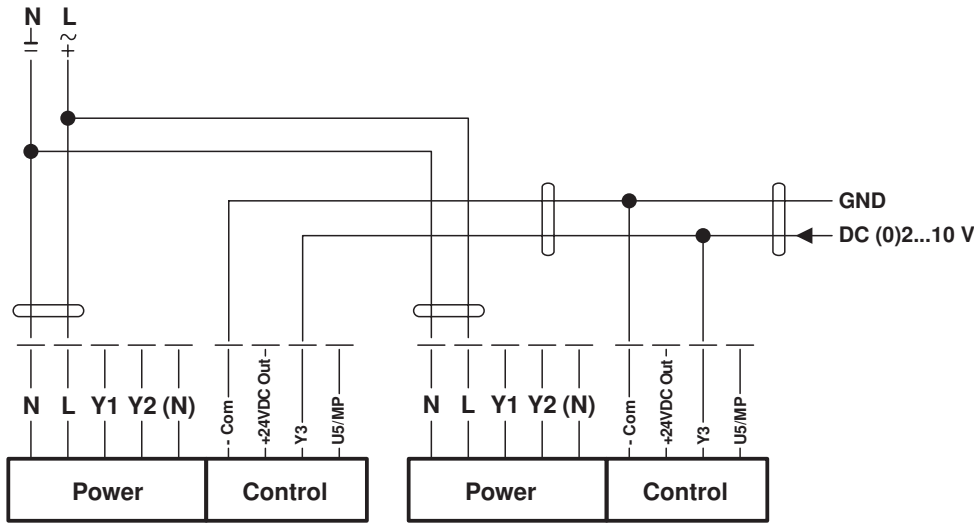 N L
⊥ ~
= +
GND
DC (0)2...10 V
N L Y1 Y2 (N) - Com +24VDC Out Y3 U5/MP N L Y1 Y2 (N) - Com +24VDC Out Y3 U5/MP
Power Control Power Control